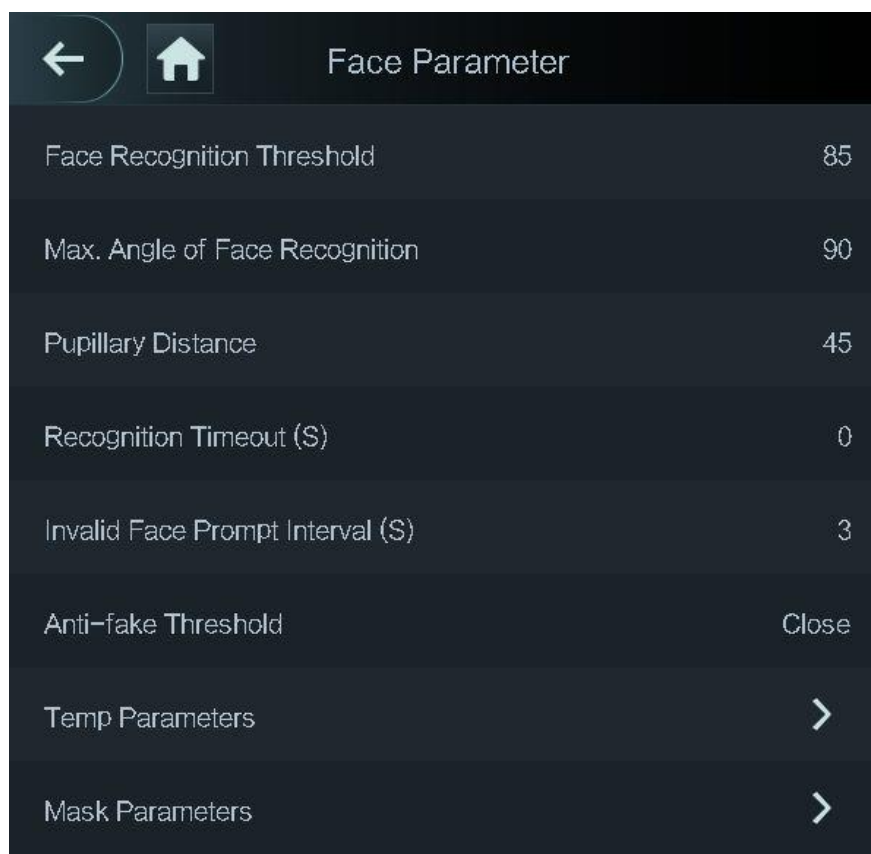 Face Parameter
Face Recognition Threshold 85
Max. Angle of Face Recognition 90
Pupillary Distance 45
Recognition Timeout (S) 0
Invalid Face Prompt Interval (S) 3
Anti-fake Threshold Close
Temp Parameters
Mask Parameters